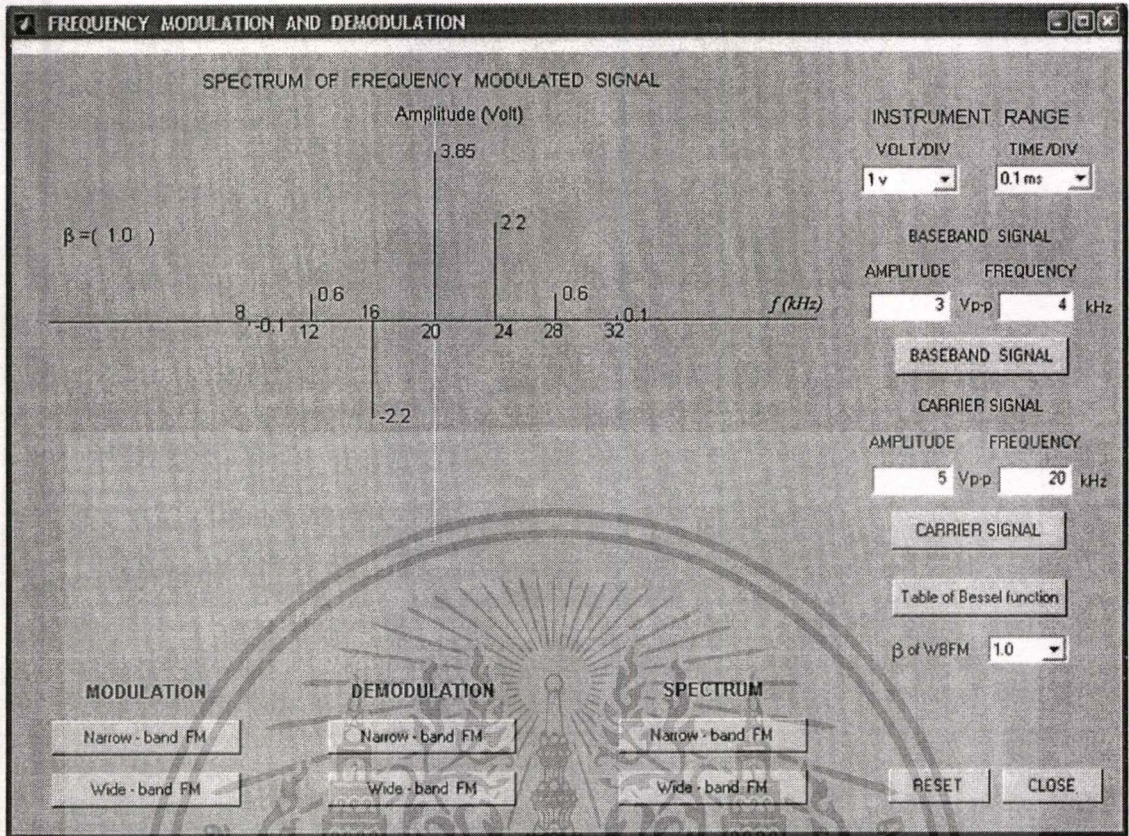 FREQUENCY MODULATION AND DEMODULATION
SPECTRUM OF FREQUENCY MODULATED SIGNAL
Amplitude (Volt)
3.85
2.2
β =( 1.0 )
0.6
0.6
8
16
f (kHz)
-0.1
0.1
12
20
24
28
32
-2.2
INSTRUMENT RANGE
VOLT/DIV TIME/DIV
1 v 0.1 ms
BASEBAND SIGNAL
AMPLITUDE FREQUENCY
3 Vp-p 4 kHz
BASEBAND SIGNAL
CARRIER SIGNAL
AMPLITUDE FREQUENCY
5 Vp-p 20 kHz
CARRIER SIGNAL
Table of Bessel function
β of WBFM 1.0
MODULATION DEMODULATION SPECTRUM
Narrow - band FM Narrow - band FM Narrow - band FM
Wide - band FM Wide - band FM Wide - band FM
RESET CLOSE